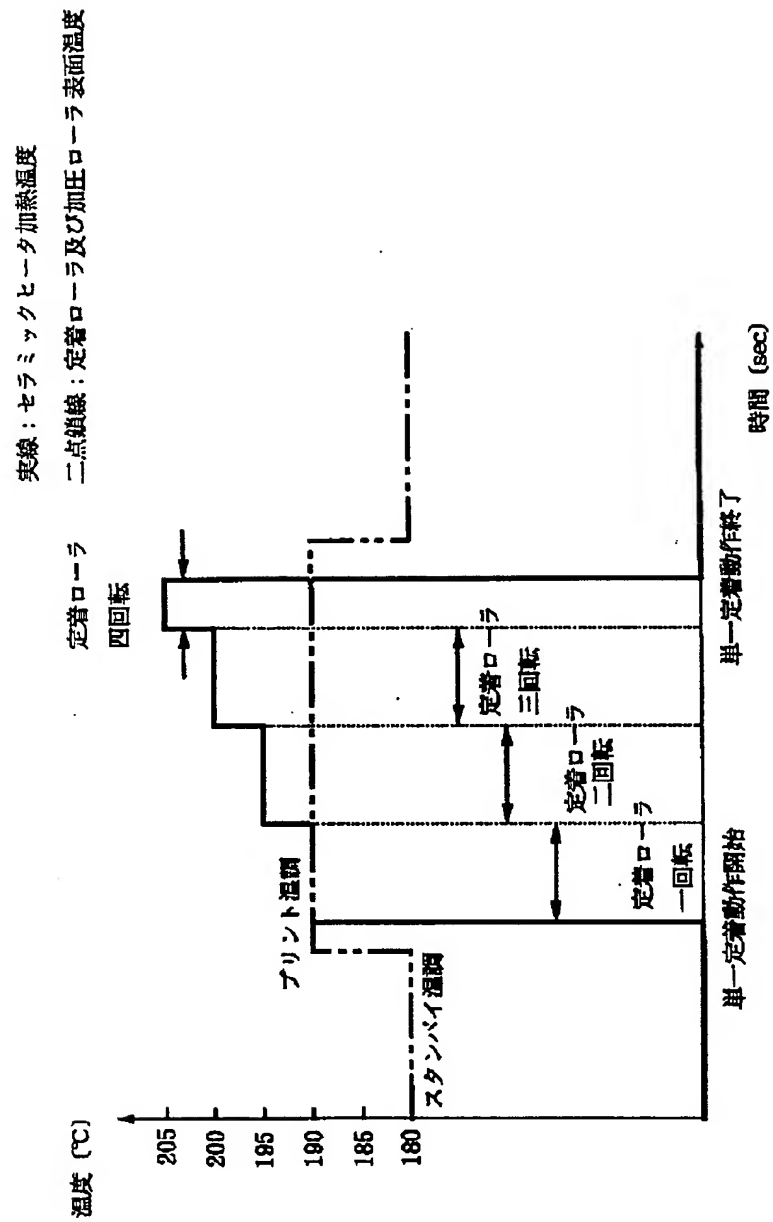 実線：セラミックヒータ加熱温度
二点鎖線：定着ローラ及び加圧ローラ表面温度
温度 (℃)
205
200
195
190
185
180
定着ローラ
四回転
プリント温調
スタンバイ温調
定着ローラ
一回転
定着ローラ
二回転
定着ローラ
三回転
単一定着動作開始
単一定着動作終了
時間 (sec)